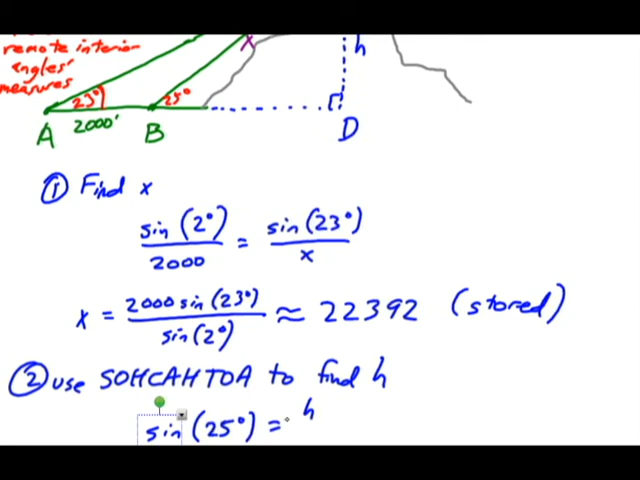 remote interior
angles'
measures
x
h
23°
25°
A
2000'
B
D
① Find x
sin(2°)/2000 = sin(23°)/x
x = 2000 sin(23°)/sin(2°) ≈ 22392 (stored)
② use SOHCAHTOA to find h
sin(25°) = h